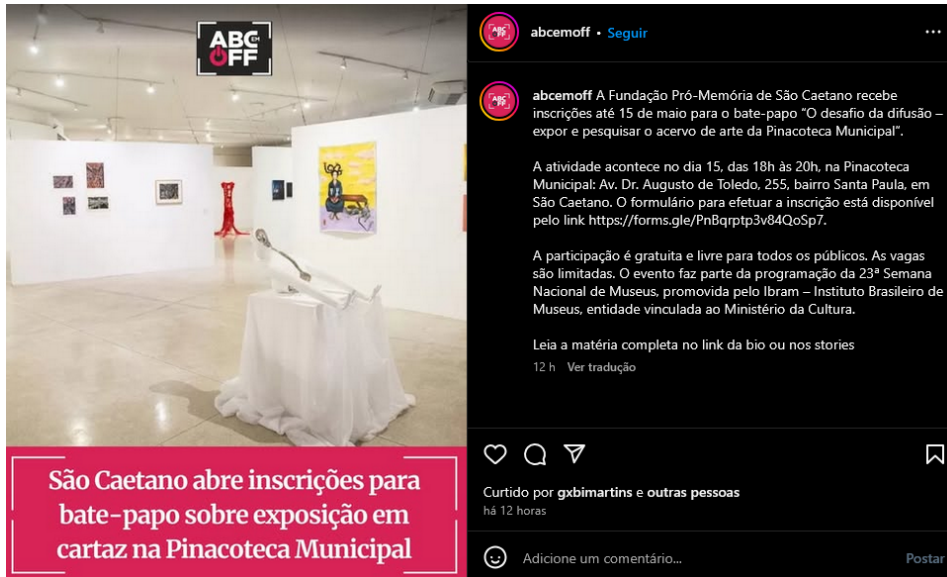 ABC EM
OFF
São Caetano abre inscrições para
bate-papo sobre exposição em
cartaz na Pinacoteca Municipal
abcemoff • Seguir
abcemoff A Fundação Pró-Memória de São Caetano recebe
inscrições até 15 de maio para o bate-papo “O desafio da difusão –
expor e pesquisar o acervo de arte da Pinacoteca Municipal”.
A atividade acontece no dia 15, das 18h às 20h, na Pinacoteca
Municipal: Av. Dr. Augusto de Toledo, 255, bairro Santa Paula, em
São Caetano. O formulário para efetuar a inscrição está disponível
pelo link https://forms.gle/PnBqrptp3v84QoSp7.
A participação é gratuita e livre para todos os públicos. As vagas
são limitadas. O evento faz parte da programação da 23ª Semana
Nacional de Museus, promovida pelo Ibram – Instituto Brasileiro de
Museus, entidade vinculada ao Ministério da Cultura.
Leia a matéria completa no link da bio ou nos stories
12 h Ver tradução
Curtido por gxbimartins e outras pessoas
há 12 horas
Adicione um comentário...
Postar